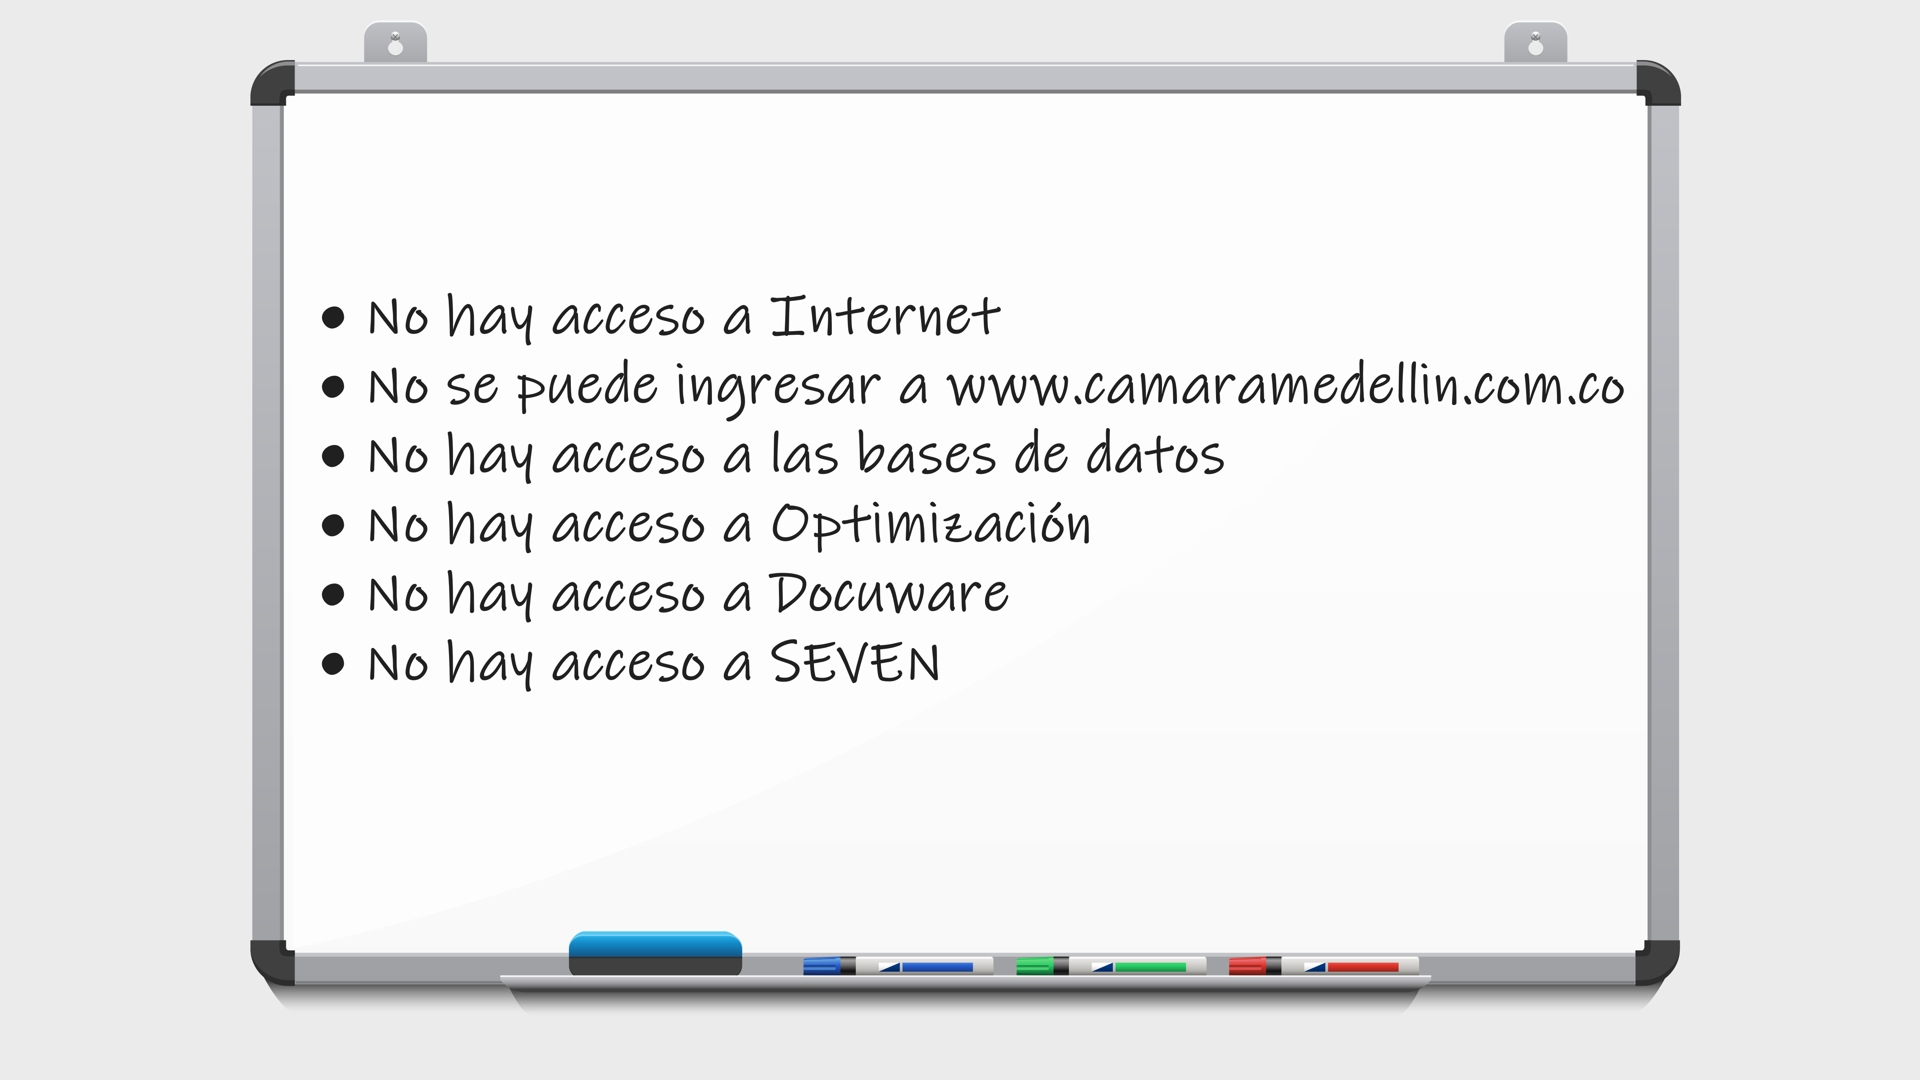 • No hay acceso a Internet
• No se puede ingresar a www.camaramedellin.com.co
• No hay acceso a las bases de datos
• No hay acceso a Optimización
• No hay acceso a Docuware
• No hay acceso a SEVEN